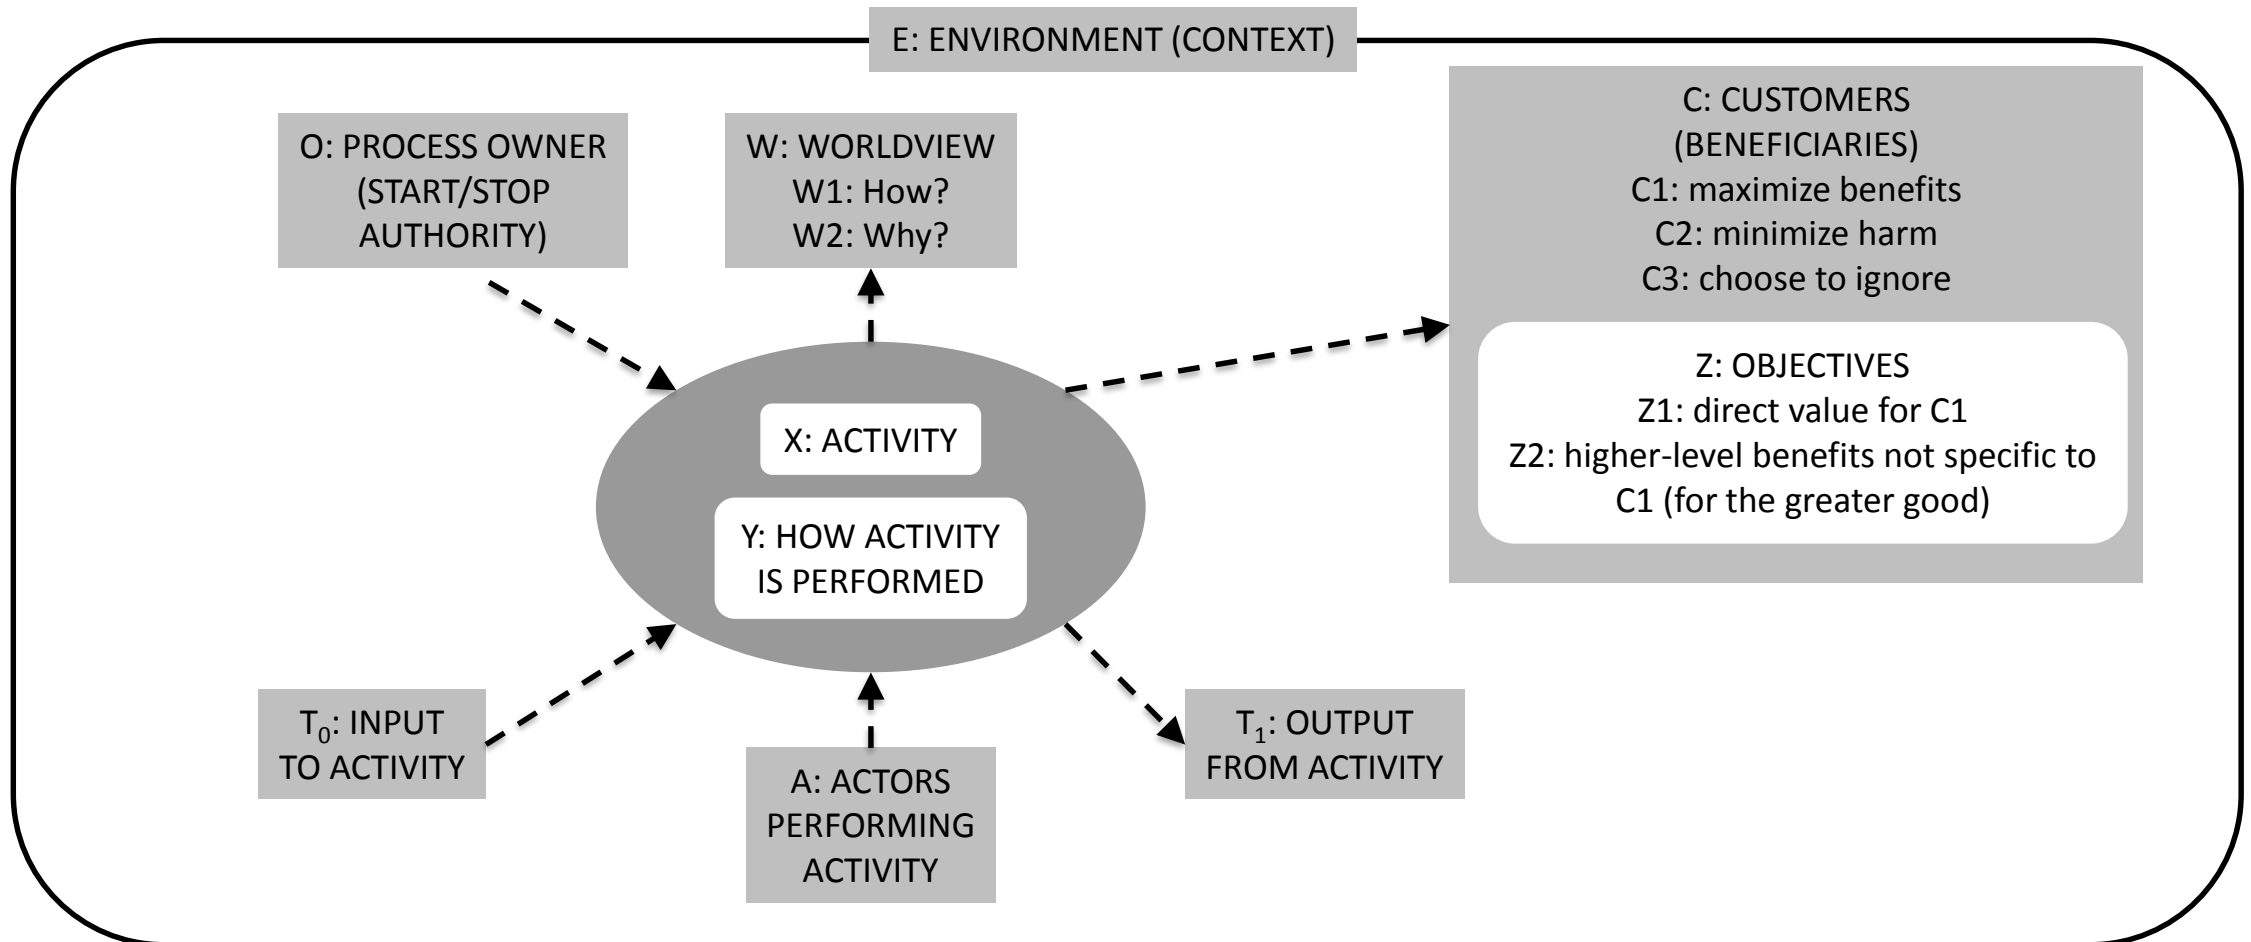 E: ENVIRONMENT (CONTEXT)
O: PROCESS OWNER
(START/STOP
AUTHORITY)
W: WORLDVIEW
W1: How?
W2: Why?
C: CUSTOMERS
(BENEFICIARIES)
C1: maximize benefits
C2: minimize harm
C3: choose to ignore
Z: OBJECTIVES
Z1: direct value for C1
Z2: higher-level benefits not specific to
C1 (for the greater good)
X: ACTIVITY
Y: HOW ACTIVITY
IS PERFORMED
T₀: INPUT
TO ACTIVITY
A: ACTORS
PERFORMING
ACTIVITY
T₁: OUTPUT
FROM ACTIVITY